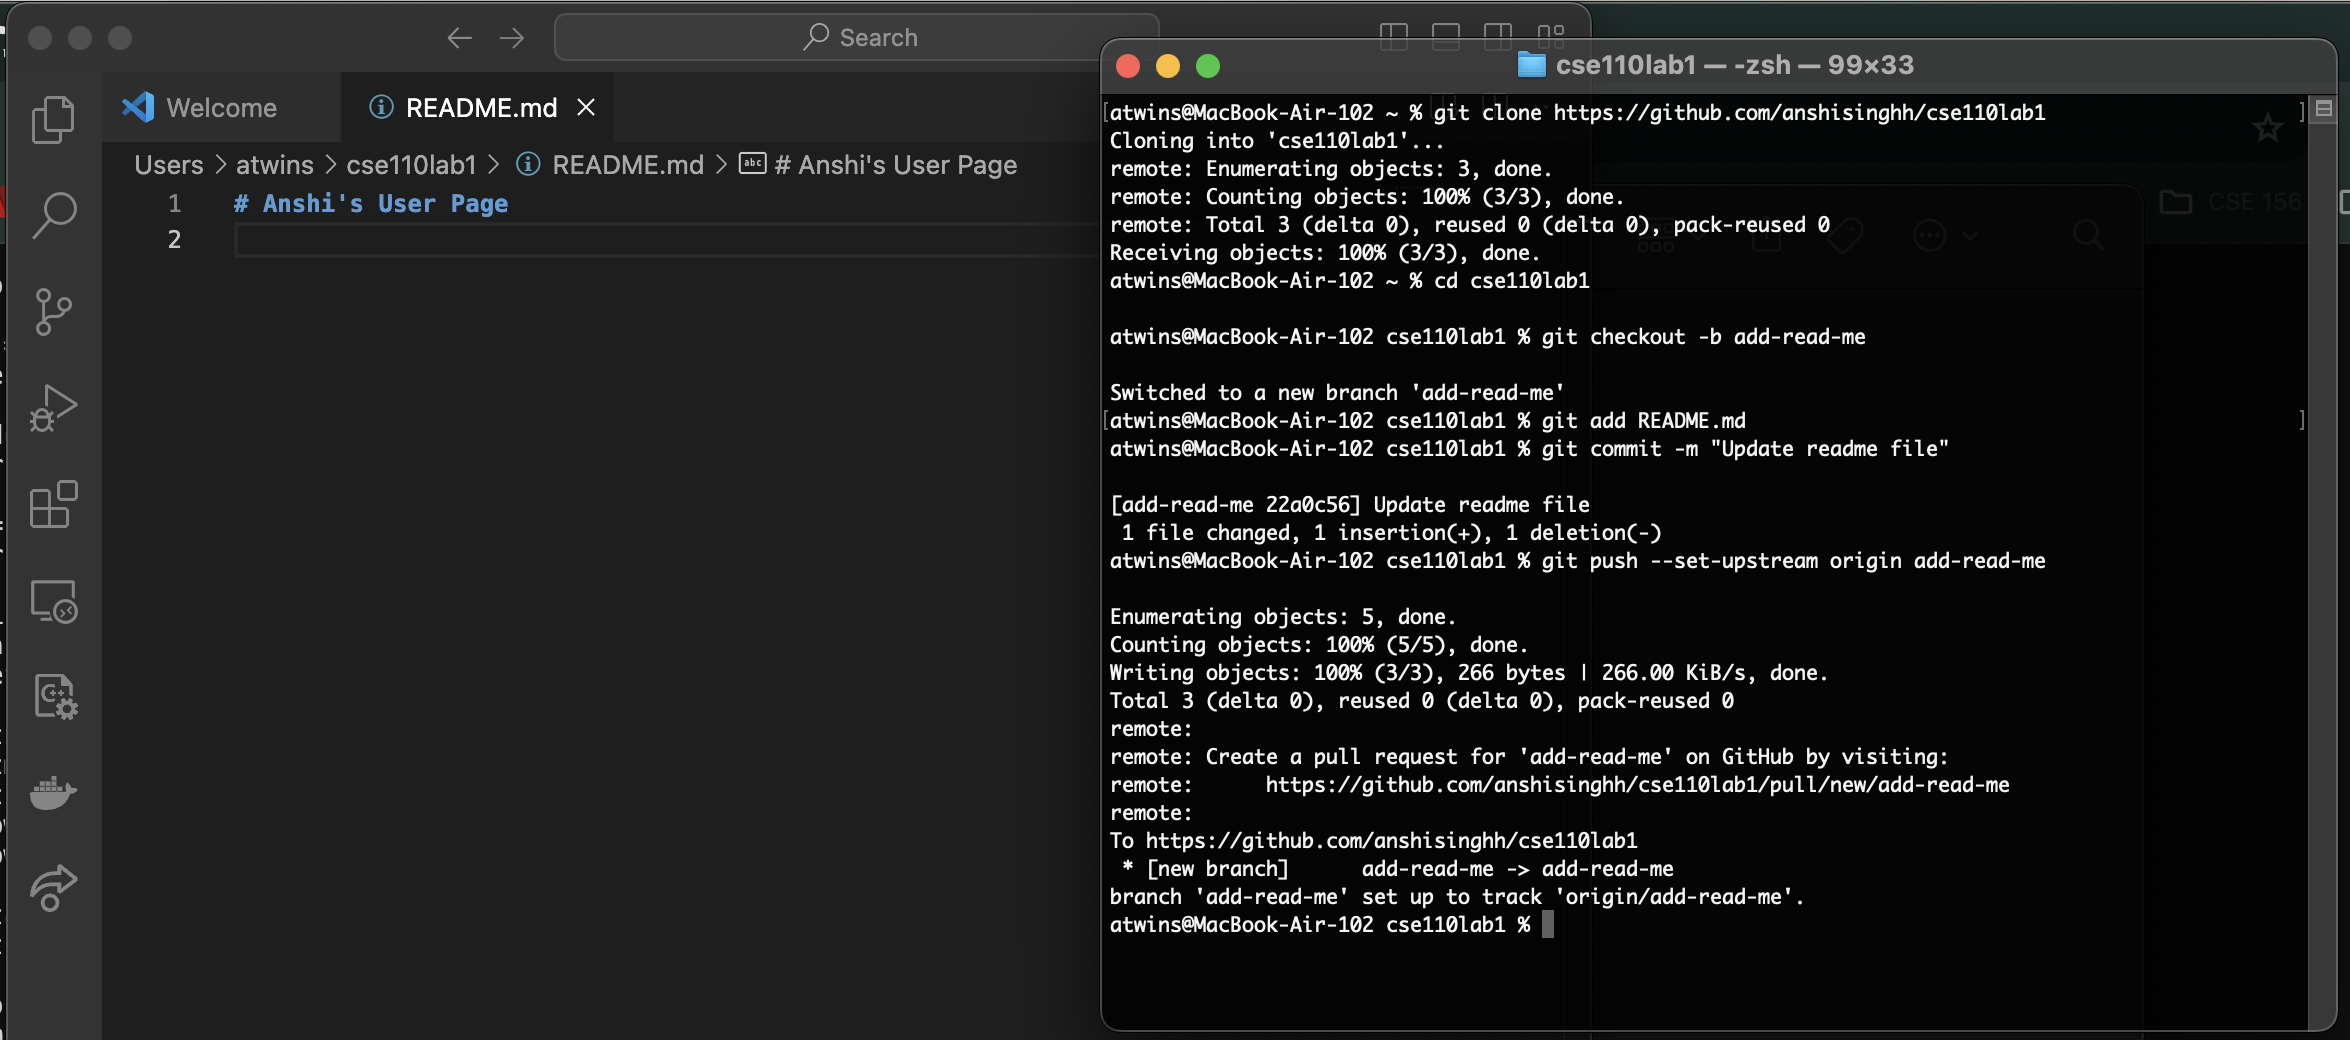 Search
Welcome
README.md
Users > atwins > cse110lab1 > README.md > # Anshi's User Page
1 # Anshi's User Page
2
cse110lab1 — -zsh — 99×33
[atwins@MacBook-Air-102 ~ % git clone https://github.com/anshisinghh/cse110lab1 ]
Cloning into 'cse110lab1'...
remote: Enumerating objects: 3, done.
remote: Counting objects: 100% (3/3), done.
remote: Total 3 (delta 0), reused 0 (delta 0), pack-reused 0
Receiving objects: 100% (3/3), done.
atwins@MacBook-Air-102 ~ % cd cse110lab1
atwins@MacBook-Air-102 cse110lab1 % git checkout -b add-read-me
Switched to a new branch 'add-read-me'
[atwins@MacBook-Air-102 cse110lab1 % git add README.md ]
atwins@MacBook-Air-102 cse110lab1 % git commit -m "Update readme file"
[add-read-me 22a0c56] Update readme file
1 file changed, 1 insertion(+), 1 deletion(-)
atwins@MacBook-Air-102 cse110lab1 % git push --set-upstream origin add-read-me
Enumerating objects: 5, done.
Counting objects: 100% (5/5), done.
Writing objects: 100% (3/3), 266 bytes | 266.00 KiB/s, done.
Total 3 (delta 0), reused 0 (delta 0), pack-reused 0
remote:
remote: Create a pull request for 'add-read-me' on GitHub by visiting:
remote:      https://github.com/anshisinghh/cse110lab1/pull/new/add-read-me
remote:
To https://github.com/anshisinghh/cse110lab1
* [new branch]      add-read-me -> add-read-me
branch 'add-read-me' set up to track 'origin/add-read-me'.
atwins@MacBook-Air-102 cse110lab1 %
CSE 156